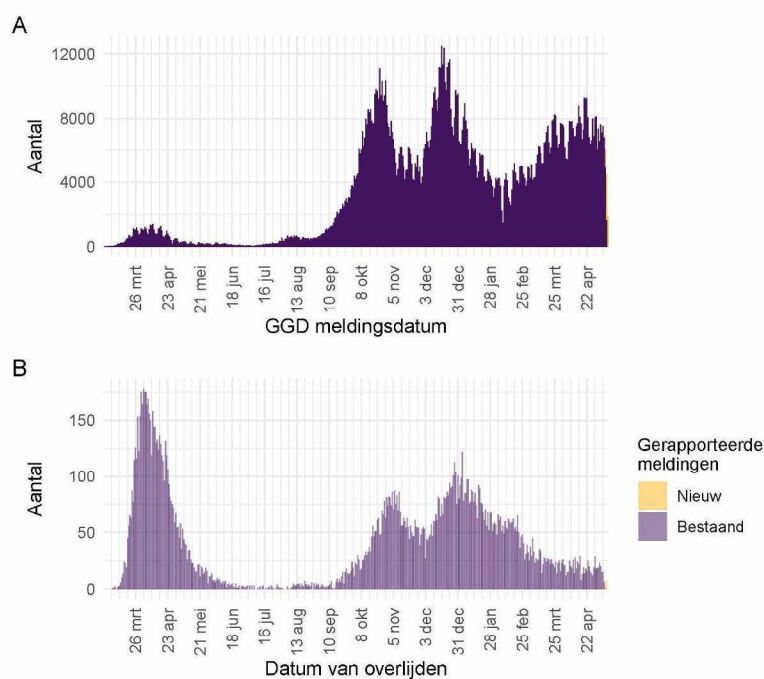 A
12000
8000
4000
0
Aantal
26 mrt
23 apr
21 mei
18 jun
16 jul
13 aug
10 sep
8 okt
5 nov
3 dec
31 dec
28 jan
25 feb
25 mrt
22 apr
GGD meldingsdatum
B
150
100
50
0
Aantal
26 mrt
23 apr
21 mei
18 jun
16 jul
13 aug
10 sep
8 okt
5 nov
3 dec
31 dec
28 jan
25 feb
25 mrt
22 apr
Datum van overlijden
Gerapporteerde
meldingen
Nieuw
Bestaand